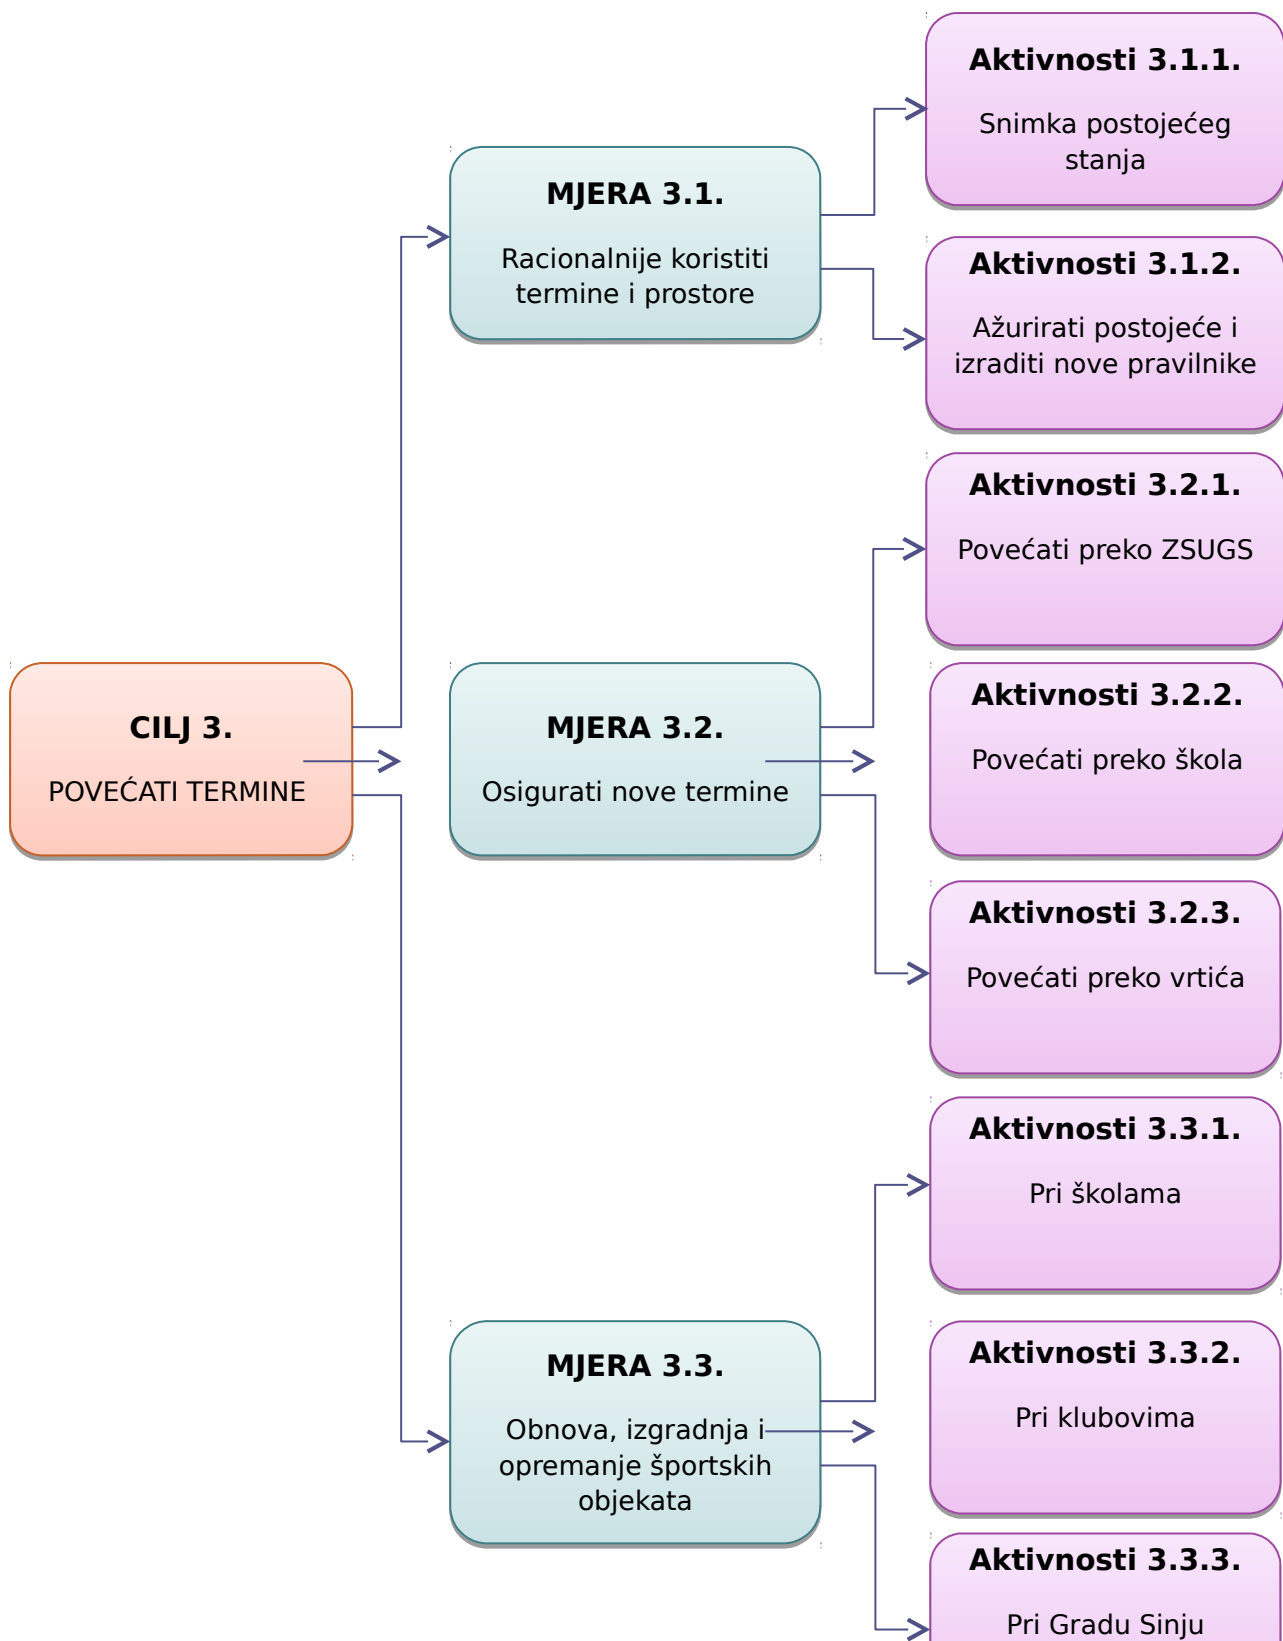 CILJ 3.
POVEĆATI TERMINE
MJERA 3.1.
Racionalnije koristiti
termine i prostore
Aktivnosti 3.1.1.
Snimka postojećeg
stanja
Aktivnosti 3.1.2.
Ažurirati postojeće i
izraditi nove pravilnike
MJERA 3.2.
Osigurati nove termine
Aktivnosti 3.2.1.
Povećati preko ZSUGS
Aktivnosti 3.2.2.
Povećati preko škola
Aktivnosti 3.2.3.
Povećati preko vrtića
MJERA 3.3.
Obnova, izgradnja i
opremanje športskih
objekata
Aktivnosti 3.3.1.
Pri školama
Aktivnosti 3.3.2.
Pri klubovima
Aktivnosti 3.3.3.
Pri Gradu Sinju